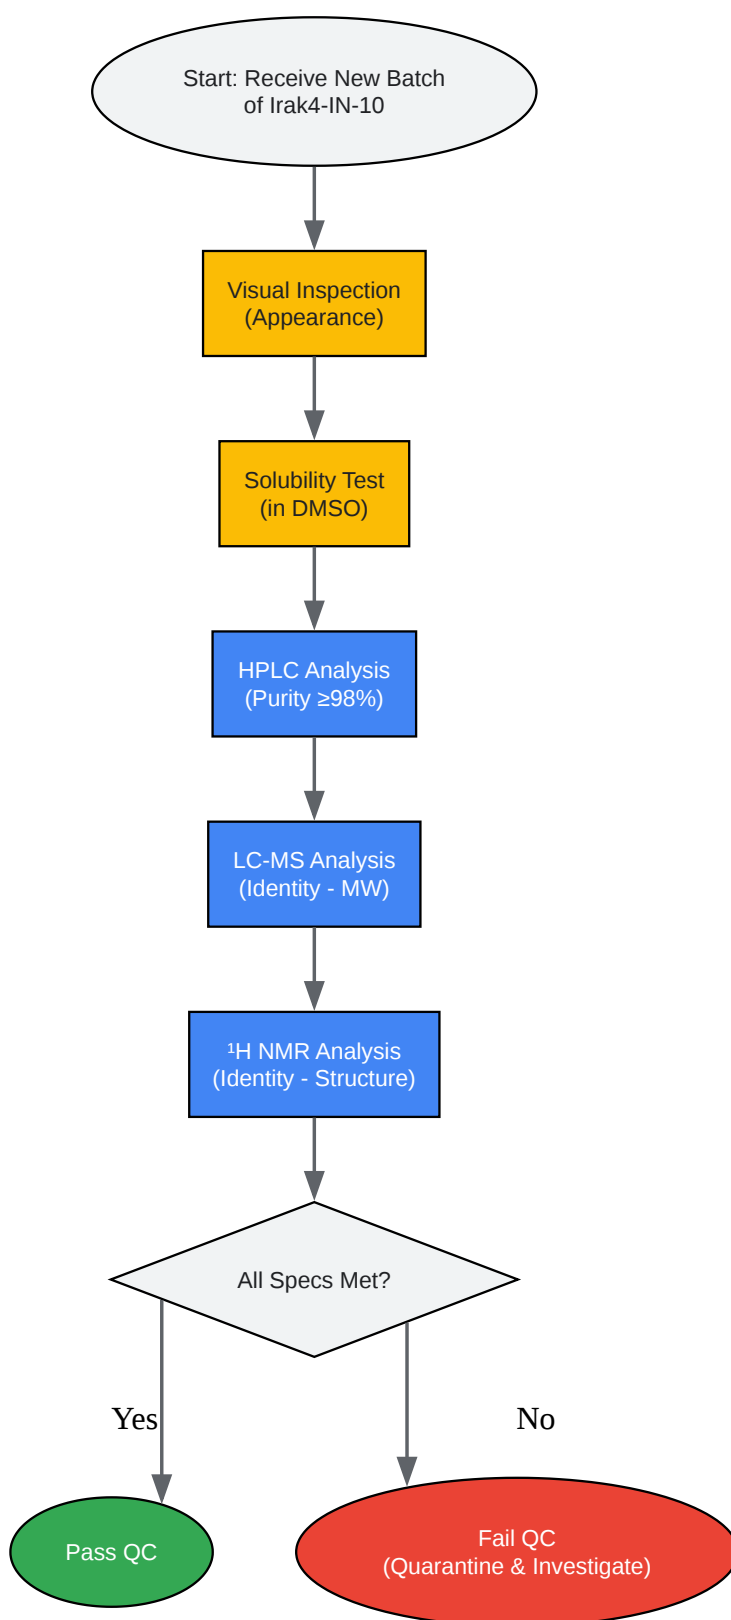 Start: Receive New Batch
of Irak4-IN-10
Visual Inspection
(Appearance)
Solubility Test
(in DMSO)
HPLC Analysis
(Purity ≥98%)
LC-MS Analysis
(Identity - MW)
¹H NMR Analysis
(Identity - Structure)
All Specs Met?
Yes
No
Pass QC
Fail QC
(Quarantine & Investigate)